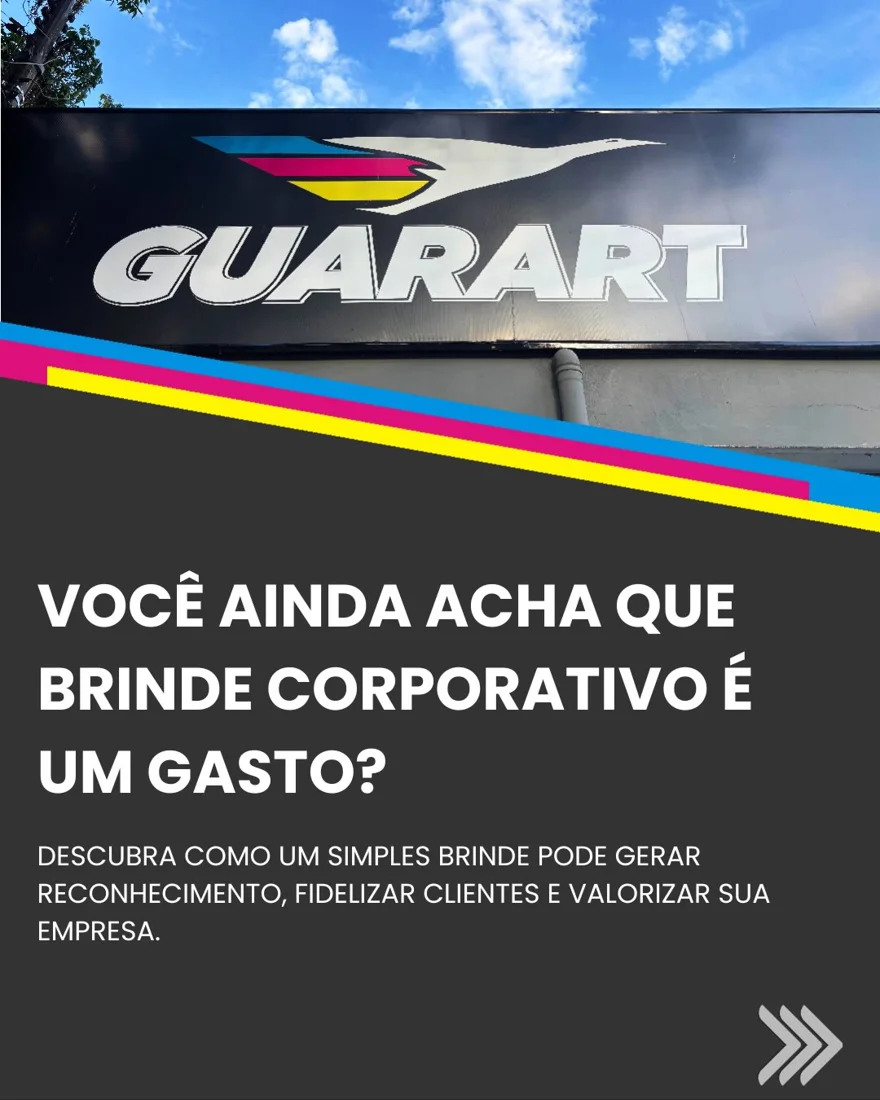 GUARART
VOCÊ AINDA ACHA QUE
BRINDE CORPORATIVO É
UM GASTO?
DESCUBRA COMO UM SIMPLES BRINDE PODE GERAR
RECONHECIMENTO, FIDELIZAR CLIENTES E VALORIZAR SUA
EMPRESA.